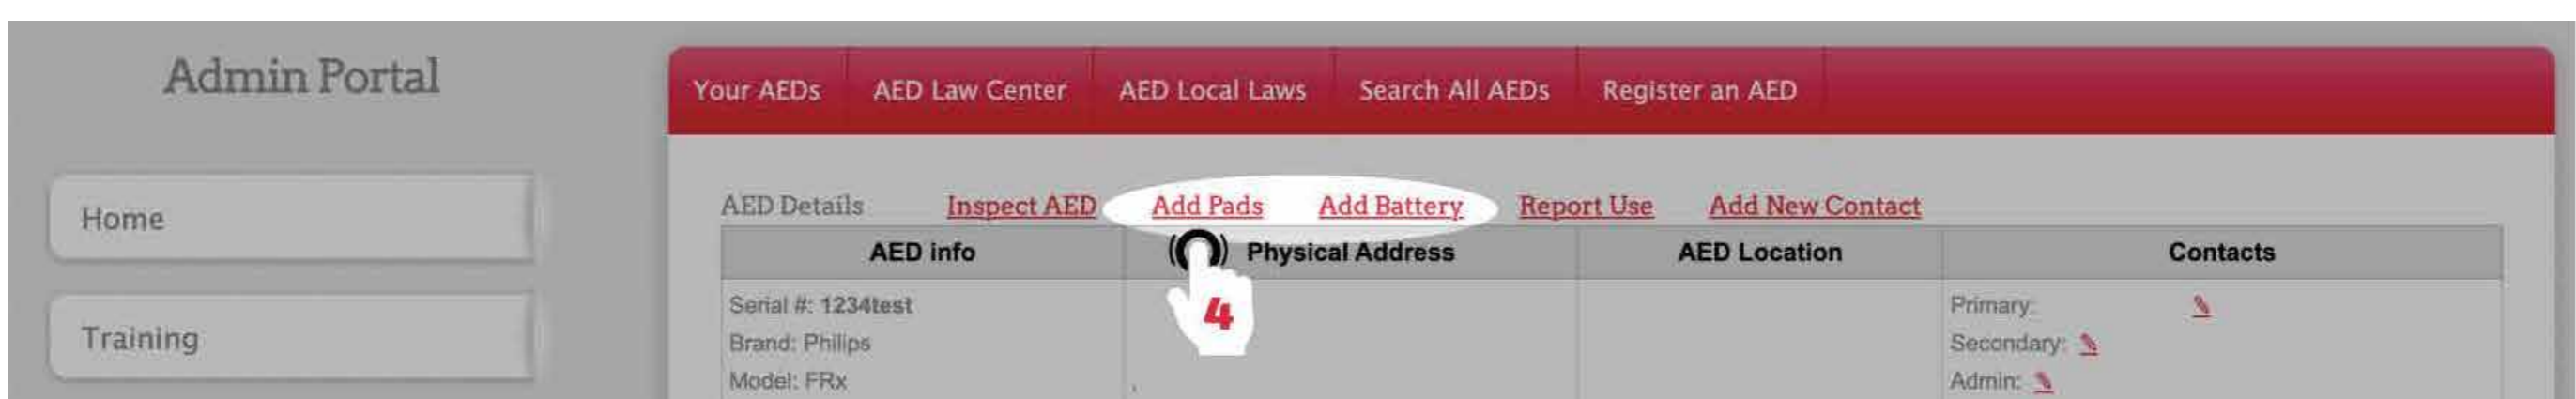 Admin Portal
Your AEDs AED Law Center AED Local Laws Search All AEDs Register an AED
Home
Training
AED Details Inspect AED Add Pads Add Battery Report Use Add New Contact
AED info Physical Address AED Location Contacts
4
Serial #: 1234test
Brand: Philips
Model: FRx
,
Primary:
Secondary:
Admin: